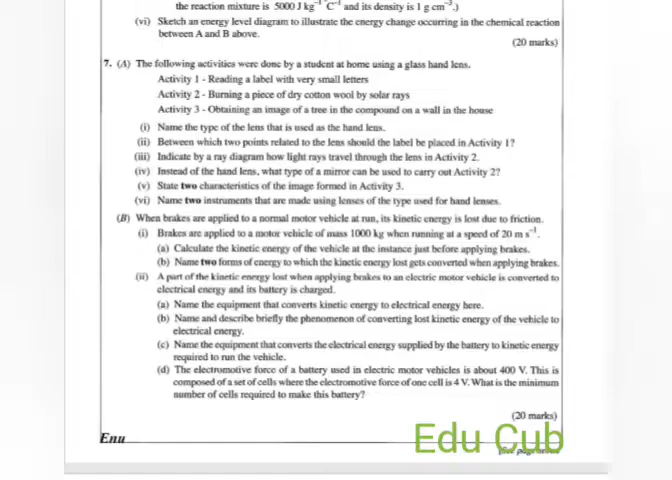 the reaction mixture is 5000 J kg⁻¹ °C⁻¹ and its density is 1 g cm⁻³.)
(vi) Sketch an energy level diagram to illustrate the energy change occurring in the chemical reaction
between A and B above.
(20 marks)
7. (A) The following activities were done by a student at home using a glass hand lens.
Activity 1 - Reading a label with very small letters
Activity 2 - Burning a piece of dry cotton wool by solar rays
Activity 3 - Obtaining an image of a tree in the compound on a wall in the house
(i) Name the type of the lens that is used as the hand lens.
(ii) Between which two points related to the lens should the label be placed in Activity 1?
(iii) Indicate by a ray diagram how light rays travel through the lens in Activity 2.
(iv) Instead of the hand lens, what type of a mirror can be used to carry out Activity 2?
(v) State two characteristics of the image formed in Activity 3.
(vi) Name two instruments that are made using lenses of the type used for hand lenses.
(B) When brakes are applied to a normal motor vehicle at run, its kinetic energy is lost due to friction.
(i) Brakes are applied to a motor vehicle of mass 1000 kg when running at a speed of 20 m s⁻¹.
(a) Calculate the kinetic energy of the vehicle at the instance just before applying brakes.
(b) Name two forms of energy to which the kinetic energy lost gets converted when applying brakes.
(ii) A part of the kinetic energy lost when applying brakes to an electric motor vehicle is converted to
electrical energy and its battery is charged.
(a) Name the equipment that converts kinetic energy to electrical energy here.
(b) Name and describe briefly the phenomenon of converting lost kinetic energy of the vehicle to
electrical energy.
(c) Name the equipment that converts the electrical energy supplied by the battery to kinetic energy
required to run the vehicle.
(d) The electromotive force of a battery used in electric motor vehicles is about 400 V. This is
composed of a set of cells where the electromotive force of one cell is 4 V. What is the minimum
number of cells required to make this battery?
(20 marks)
Enu
Edu Cub
[See page